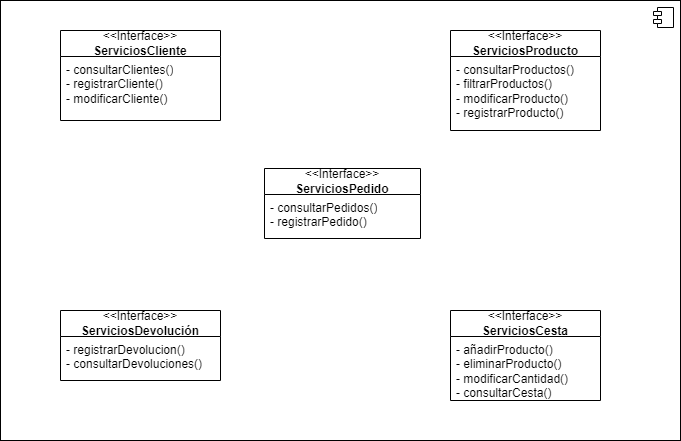 <<Interface>>
ServiciosCliente
- consultarClientes()
- registrarCliente()
- modificarCliente()
<<Interface>>
ServiciosProducto
- consultarProductos()
- filtrarProductos()
- modificarProducto()
- registrarProducto()
<<Interface>>
ServiciosPedido
- consultarPedidos()
- registrarPedido()
<<Interface>>
ServiciosDevolución
- registrarDevolucion()
- consultarDevoluciones()
<<Interface>>
ServiciosCesta
- añadirProducto()
- eliminarProducto()
- modificarCantidad()
- consultarCesta()